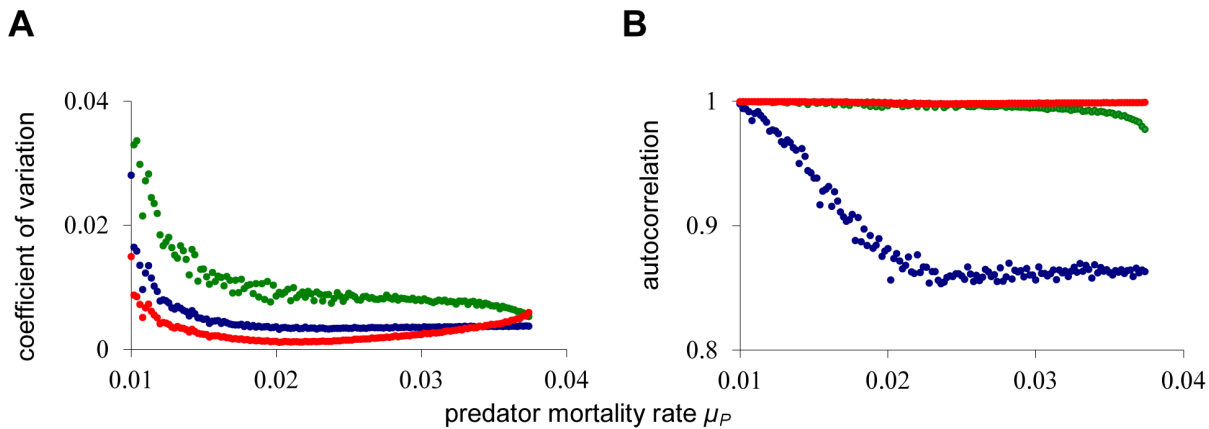 A
B
coefficient of variation
0.04
0.02
0
0.01
0.02
0.03
0.04
autocorrelation
1
0.9
0.8
0.01
0.02
0.03
0.04
predator mortality rate μP